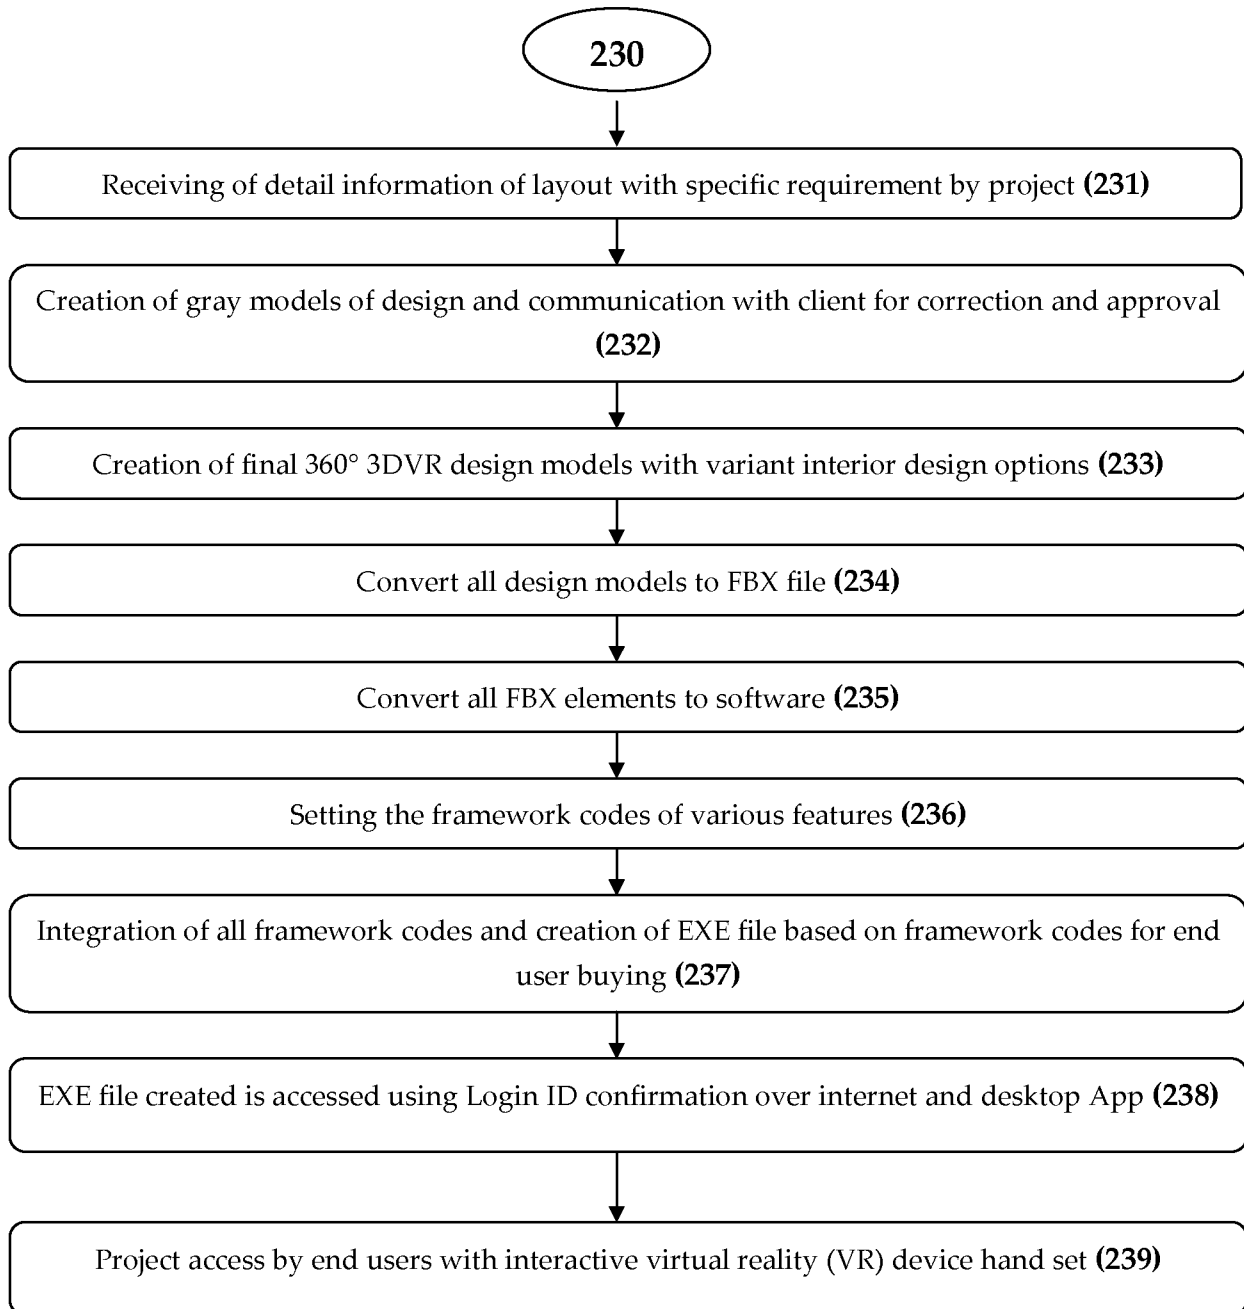 230
Receiving of detail information of layout with specific requirement by project (231)
Creation of gray models of design and communication with client for correction and approval
(232)
Creation of final 360° 3DVR design models with variant interior design options (233)
Convert all design models to FBX file (234)
Convert all FBX elements to software (235)
Setting the framework codes of various features (236)
Integration of all framework codes and creation of EXE file based on framework codes for end
user buying (237)
EXE file created is accessed using Login ID confirmation over internet and desktop App (238)
Project access by end users with interactive virtual reality (VR) device hand set (239)